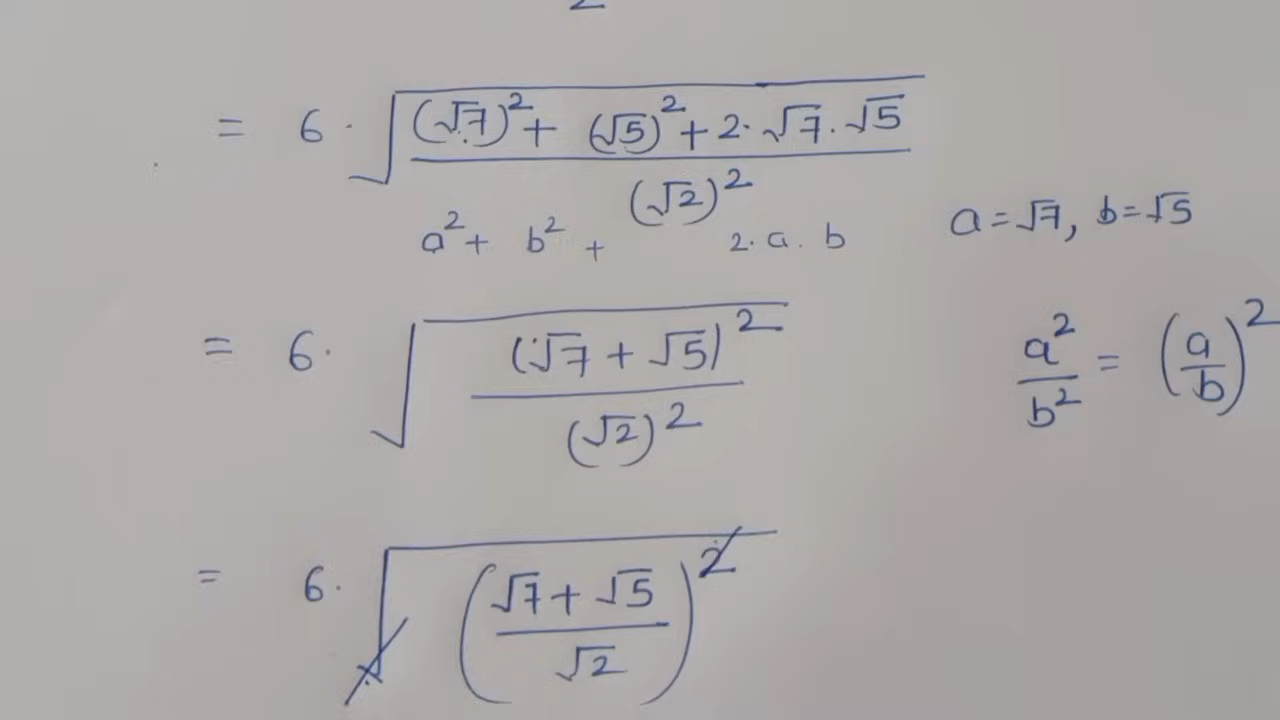 2
= 6 · √(((√7)² + (√5)² + 2 · √7 · √5) / (√2)²)
a² + b² + 2 · a · b
a = √7, b = √5
= 6 · √((√7 + √5)² / (√2)²)
a² / b² = (a / b)²
= 6 · √(((√7 + √5) / √2)²)